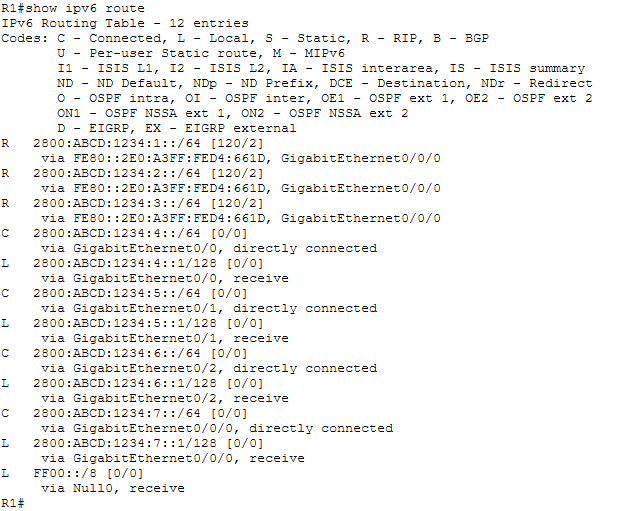 R1#show ipv6 route
IPv6 Routing Table - 12 entries
Codes: C - Connected, L - Local, S - Static, R - RIP, B - BGP
       U - Per-user Static route, M - MIPv6
       I1 - ISIS L1, I2 - ISIS L2, IA - ISIS interarea, IS - ISIS summary
       ND - ND Default, NDp - ND Prefix, DCE - Destination, NDr - Redirect
       O - OSPF intra, OI - OSPF inter, OE1 - OSPF ext 1, OE2 - OSPF ext 2
       ON1 - OSPF NSSA ext 1, ON2 - OSPF NSSA ext 2
       D - EIGRP, EX - EIGRP external
R   2800:ABCD:1234:1::/64 [120/2]
     via FE80::2E0:A3FF:FED4:661D, GigabitEthernet0/0/0
R   2800:ABCD:1234:2::/64 [120/2]
     via FE80::2E0:A3FF:FED4:661D, GigabitEthernet0/0/0
R   2800:ABCD:1234:3::/64 [120/2]
     via FE80::2E0:A3FF:FED4:661D, GigabitEthernet0/0/0
C   2800:ABCD:1234:4::/64 [0/0]
     via GigabitEthernet0/0, directly connected
L   2800:ABCD:1234:4::1/128 [0/0]
     via GigabitEthernet0/0, receive
C   2800:ABCD:1234:5::/64 [0/0]
     via GigabitEthernet0/1, directly connected
L   2800:ABCD:1234:5::1/128 [0/0]
     via GigabitEthernet0/1, receive
C   2800:ABCD:1234:6::/64 [0/0]
     via GigabitEthernet0/2, directly connected
L   2800:ABCD:1234:6::1/128 [0/0]
     via GigabitEthernet0/2, receive
C   2800:ABCD:1234:7::/64 [0/0]
     via GigabitEthernet0/0/0, directly connected
L   2800:ABCD:1234:7::1/128 [0/0]
     via GigabitEthernet0/0/0, receive
L   FF00::/8 [0/0]
     via Null0, receive
R1#